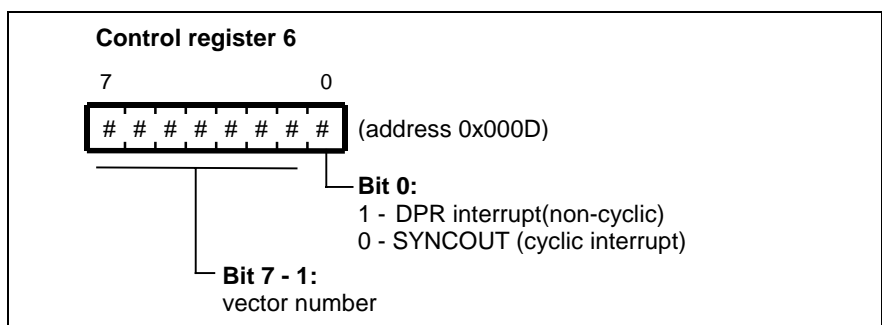 Control register 6
7 0
# # # # # # # # (address 0x000D)
Bit 0:
1 - DPR interrupt(non-cyclic)
0 - SYNCOUT (cyclic interrupt)
Bit 7 - 1:
vector number